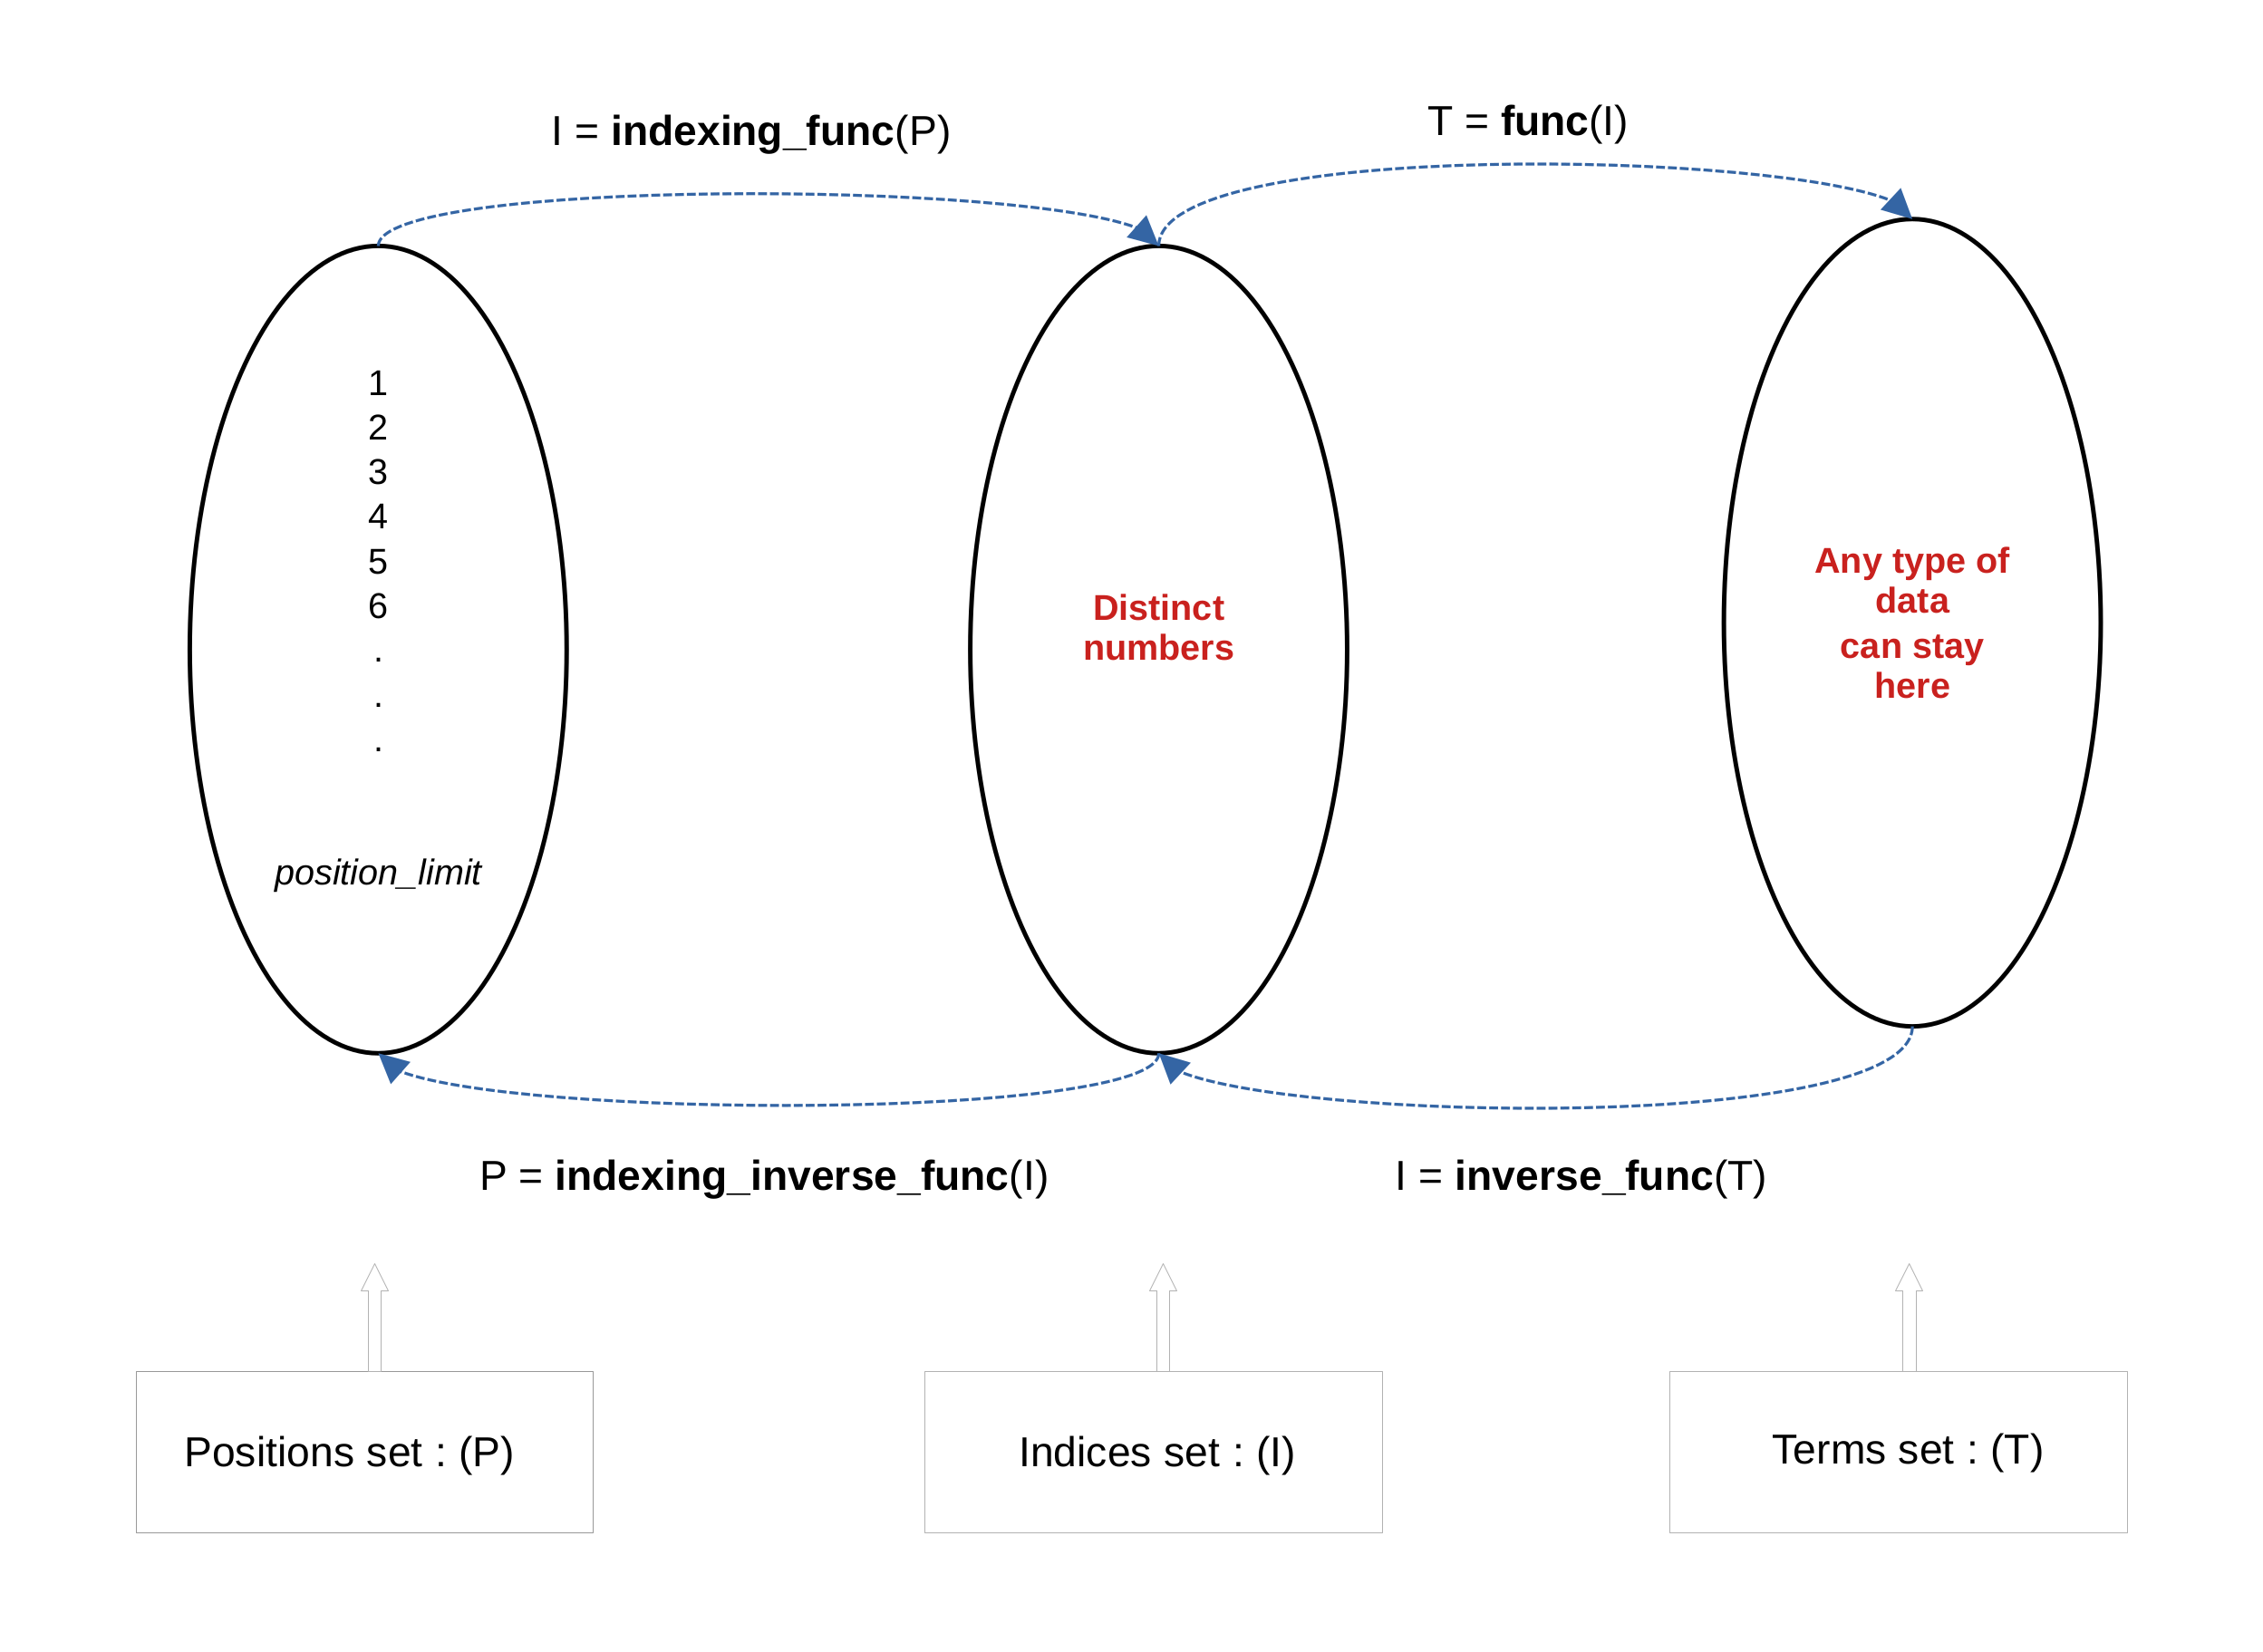 I = indexing_func(P)
T = func(I)
1
2
3
4
5
6
.
.
.
position_limit
Distinct
numbers
Any type of
data
can stay
here
P = indexing_inverse_func(I)
I = inverse_func(T)
Positions set : (P)
Indices set : (I)
Terms set : (T)